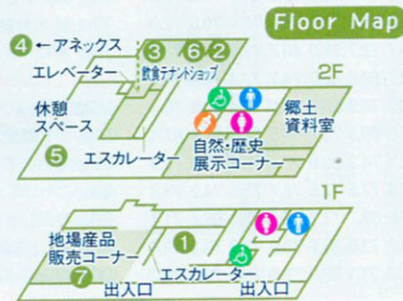 Floor Map
④ ←アネックス
③ ⑥ ②
エレベーター
飲食テナントショップ
2F
休憩
スペース
郷土
資料室
⑤ エスカレーター
自然・歴史
展示コーナー
1F
地場産品
販売コーナー
①
⑦
エスカレーター
出入口
出入口